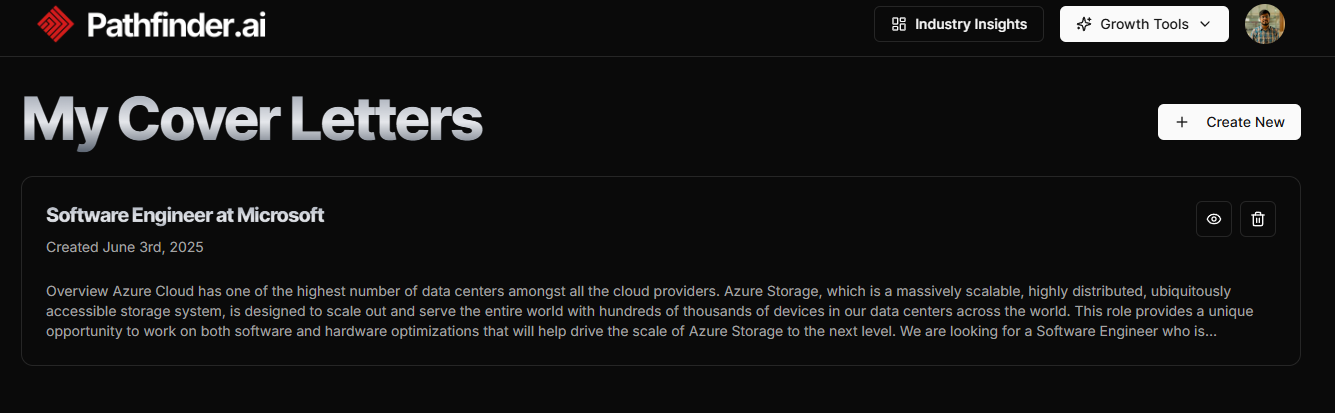 Pathfinder.ai
Industry Insights
Growth Tools
My Cover Letters
Create New
Software Engineer at Microsoft
Created June 3rd, 2025
Overview Azure Cloud has one of the highest number of data centers amongst all the cloud providers. Azure Storage, which is a massively scalable, highly distributed, ubiquitously
accessible storage system, is designed to scale out and serve the entire world with hundreds of thousands of devices in our data centers across the world. This role provides a unique
opportunity to work on both software and hardware optimizations that will help drive the scale of Azure Storage to the next level. We are looking for a Software Engineer who is...